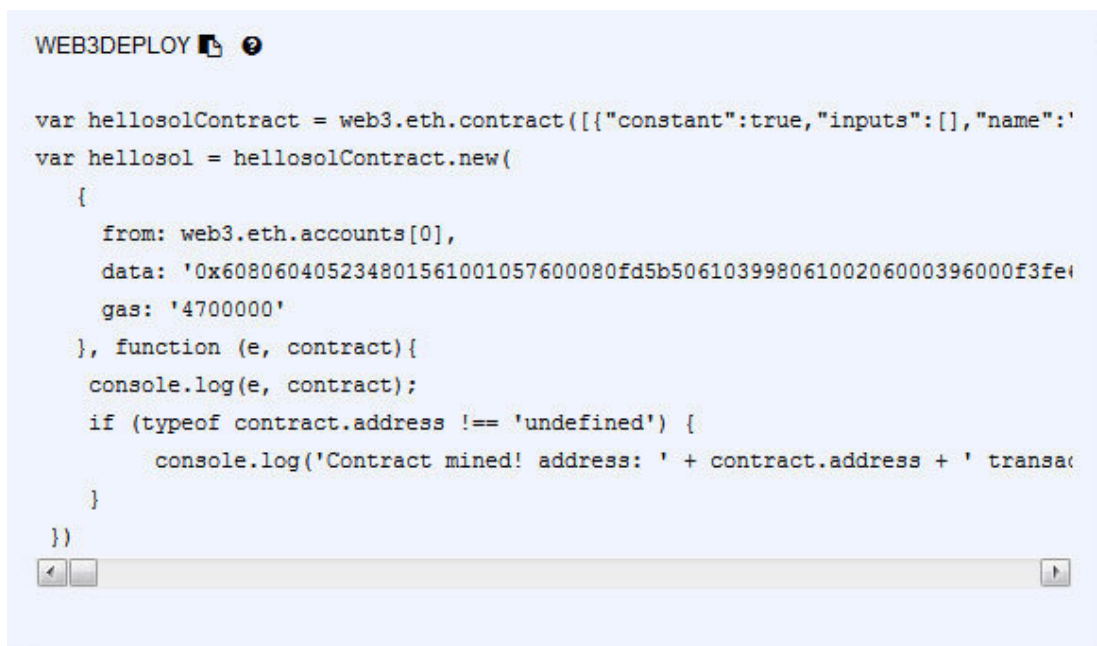 WEB3DEPLOY
var hellosolContract = web3.eth.contract([{"constant":true,"inputs":[],"name":'
var hellosol = hellosolContract.new(
{
from: web3.eth.accounts[0],
data: '0x608060405234801561001057600080fd5b50610399806100206000396000f3fe
gas: '4700000'
}, function (e, contract){
console.log(e, contract);
if (typeof contract.address !== 'undefined') {
console.log('Contract mined! address: ' + contract.address + ' transac
}
})